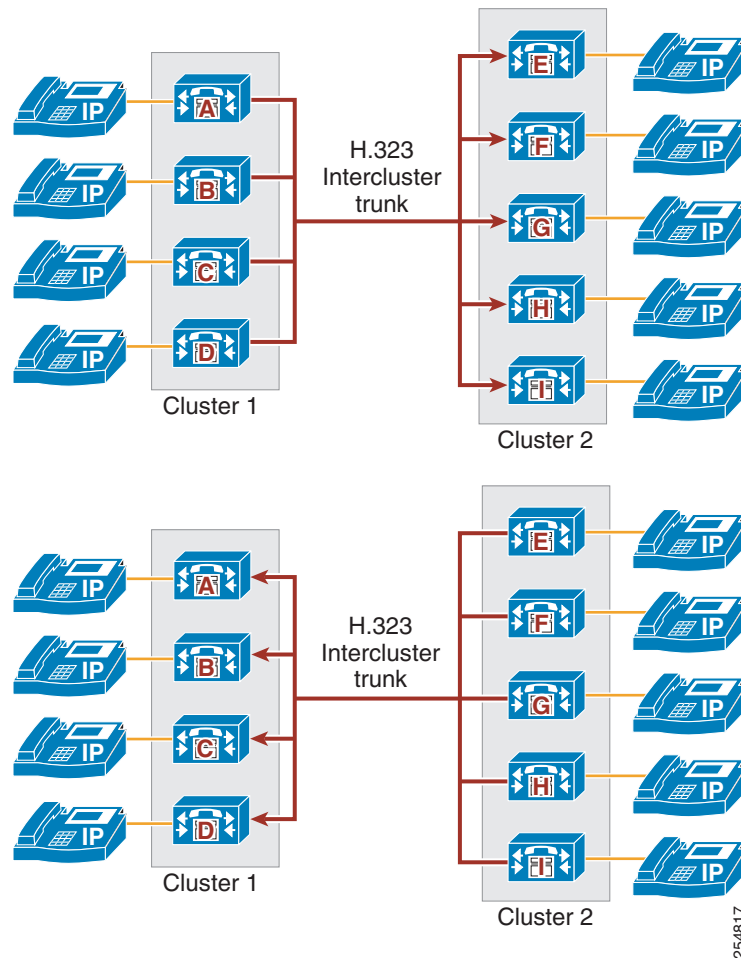 E
IP
IP
A
F
IP
H.323
Intercluster
trunk
IP
B
G
IP
IP
C
H
IP
IP
D
I
IP
Cluster 1
Cluster 2
E
IP
IP
A
F
IP
H.323
Intercluster
trunk
IP
B
G
IP
IP
C
H
IP
IP
D
I
IP
Cluster 1
Cluster 2
254817